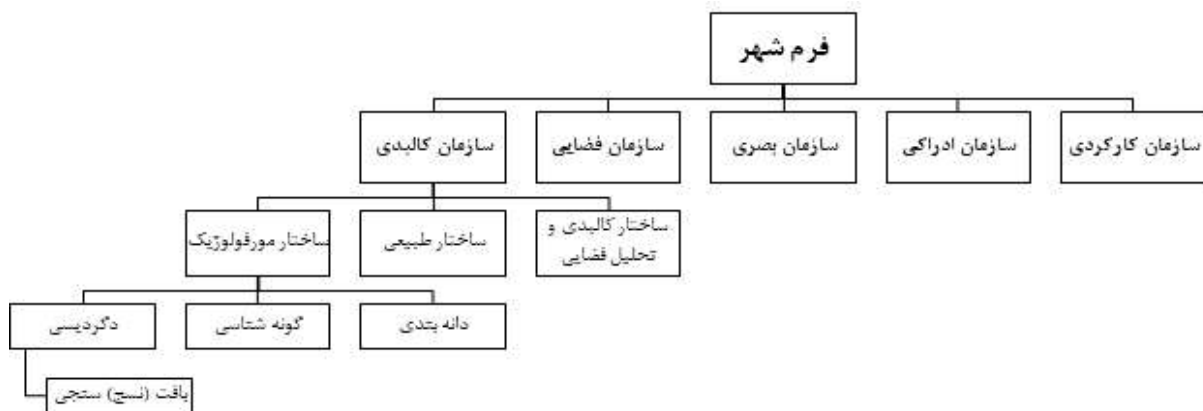 فرم شهر
سازمان کارکردی
سازمان ادراکی
سازمان بصری
سازمان فضایی
سازمان کالبدی
ساختار کالبدی و
تحلیل فضایی
ساختار طبیعی
ساختار مورفولوژیک
دانه بندی
گونه شناسی
دگردیسی
بافت (نسج) سنجی